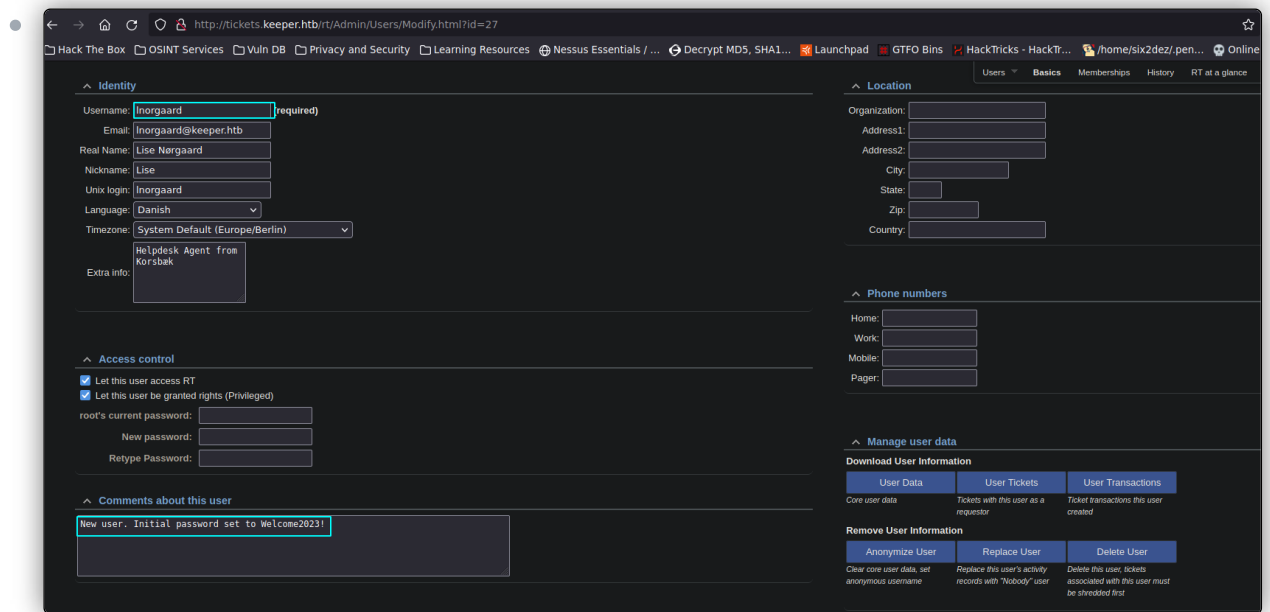 http://tickets.keeper.htb/rt/Admin/Users/Modify.html?id=27
Hack The Box OSINT Services Vuln DB Privacy and Security Learning Resources Nessus Essentials / ... Decrypt MD5, SHA1... Launchpad GTFO Bins HackTricks - HackTr... /home/six2dez/.pen... Online
Users Basics Memberships History RT at a glance
Identity
Username: lnorgaard (required)
Email: lnorgaard@keeper.htb
Real Name: Lise Nørgaard
Nickname: Lise
Unix login: lnorgaard
Language: Danish
Timezone: System Default (Europe/Berlin)
Extra info: Helpdesk Agent from
Korsbæk
Access control
Let this user access RT
Let this user be granted rights (Privileged)
root's current password:
New password:
Retype Password:
Comments about this user
New user. Initial password set to Welcome2023!
Location
Organization:
Address1:
Address2:
City:
State:
Zip:
Country:
Phone numbers
Home:
Work:
Mobile:
Pager:
Manage user data
Download User Information
User Data User Tickets User Transactions
Core user data Tickets with this user as a Ticket transactions this user
requestor created
Remove User Information
Anonymize User Replace User Delete User
Clear core user data, set Replace this user's activity Delete this user, tickets
anonymous username records with "Nobody" user associated with this user must
be shredded first